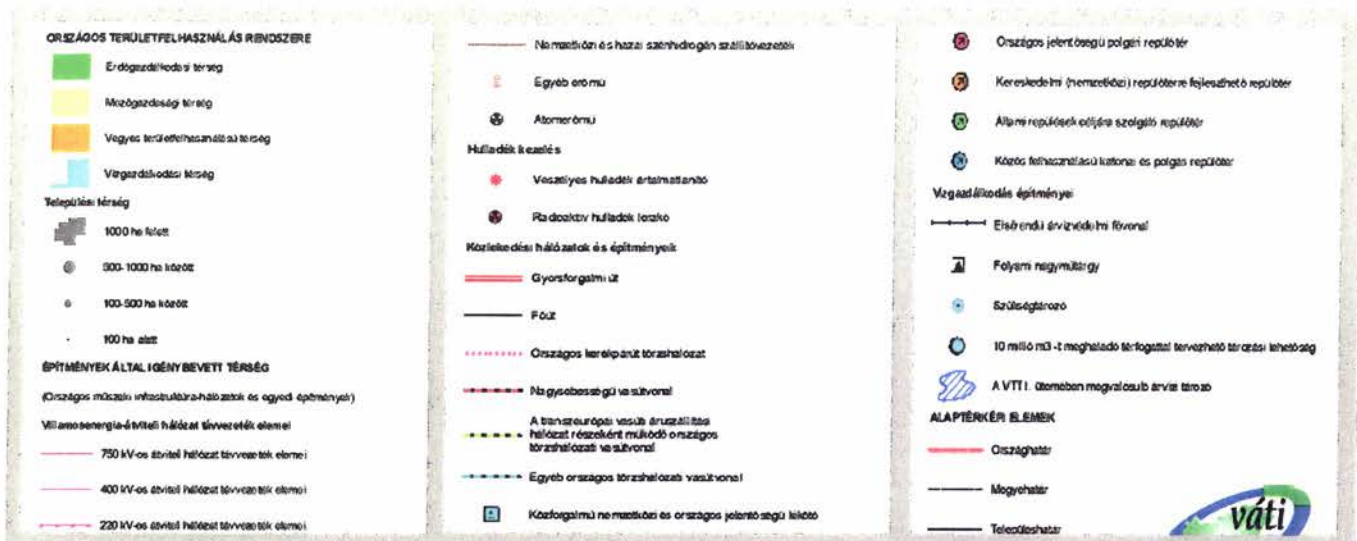 ORSZÁGOS TERÜLETFELHASZNÁLÁS RENDSZERE
Erdőgazdálkodási térség
Mezőgazdasági térség
Vegyes területfelhasználású térség
Vízgazdálkodási térség
Települési térség
1000 ha felett
500-1000 ha között
100-500 ha között
100 ha alatt
ÉPÍTMÉNYEK ÁLTAL IGÉNYBEVETT TÉRSÉG
(Országos műszaki infrastruktúra-hálózatok és egyedi építmények)
Villamosenergia-átviteli hálózat távvezeték elemei
750 kV-os átviteli hálózat távvezeték elemei
400 kV-os átviteli hálózat távvezeték elemei
220 kV-os átviteli hálózat távvezeték elemei
Nemzetközi és hazai szénhidrogén szállítóvezeték
Egyéb erőmű
Atomerőmű
Hulladék kezelés
Veszélyes hulladék ártalmatlanító
Radioaktív hulladék lerakó
Közlekedési hálózatok és építményeik
Gyorsforgalmi út
Főút
Országos kerékpárút törzshálózat
Nagysebességű vasútvonal
A transzeurópai vasúti áruszállítási
hálózat részeként működő országos
törzshálózati vasútvonal
Egyéb országos törzshálózati vasútvonal
Közforgalmú nemzetközi és országos jelentőségű kikötő
Országos jelentőségű polgári repülőtér
Kereskedelmi (nemzetközi) repülőtérré fejleszthető repülőtér
Állami repülések céljára szolgáló repülőtér
Közös felhasználású katonai és polgári repülőtér
Vízgazdálkodás építményei
Elsőrendű árvízvédelmi fővonal
Folyami nagyműtárgy
Szükségtározó
10 millió m3-t meghaladó térfogattal tervezhető tározási lehetőség
A VTT I. ütemében megvalósuló árvízi tározó
ALAPTÉRKÉPI ELEMEK
Országhatár
Megyehatár
Településhatár
váti